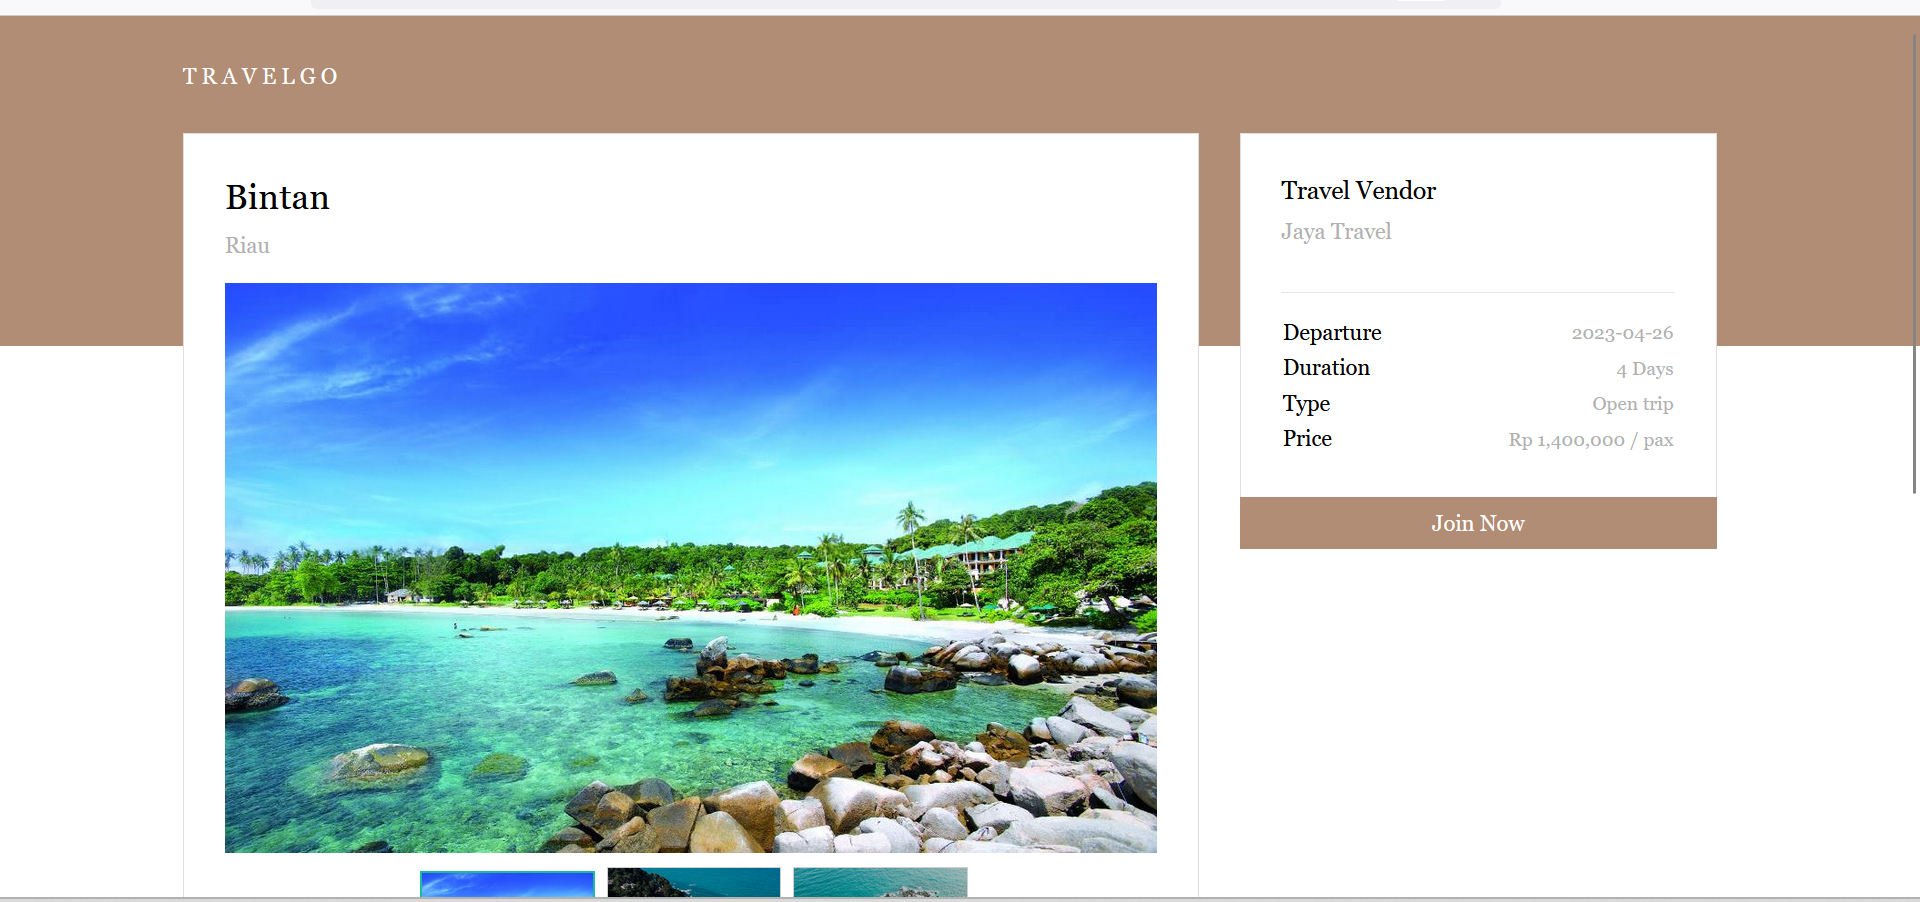 TRAVELGO
Bintan
Riau
Travel Vendor
Jaya Travel
Departure 2023-04-26
Duration 4 Days
Type Open trip
Price Rp 1,400,000 / pax
Join Now